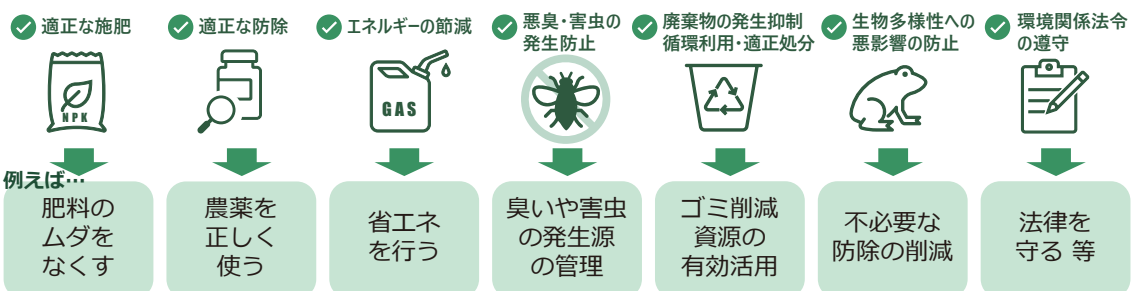 適正な施肥
適正な防除
エネルギーの節減
悪臭・害虫の
発生防止
廃棄物の発生抑制
循環利用・適正処分
生物多様性への
悪影響の防止
環境関係法令
の遵守
NPK
GAS
例えば…
肥料の
ムダを
なくす
農薬を
正しく
使う
省エネ
を行う
臭いや害虫
の発生源
の管理
ゴミ削減
資源の
有効活用
不必要な
防除の削減
法律を
守る 等